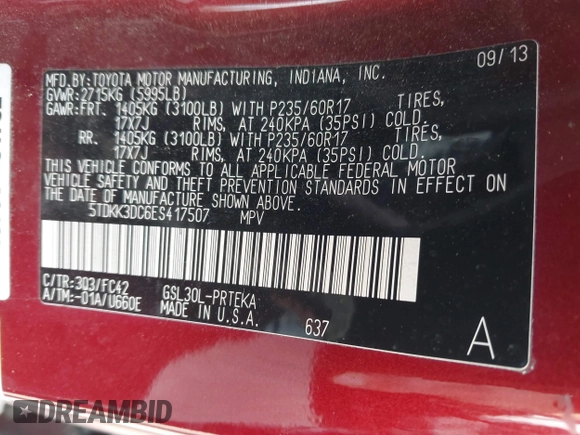 09/13
MFD.BY:TOYOTA MOTOR MANUFACTURING, INDIANA, INC.
GVWR:2715KG (5995LB)
GAWR:FRT. 1405KG (3100LB) WITH P235/60R17 TIRES,
17X7J RIMS, AT 240KPA (35PSI) COLD.
RR. 1405KG (3100LB) WITH P235/60R17 TIRES,
17X7J RIMS, AT 240KPA (35PSI) COLD.
THIS VEHICLE CONFORMS TO ALL APPLICABLE FEDERAL MOTOR
VEHICLE SAFETY AND THEFT PREVENTION STANDARDS IN EFFECT ON
THE DATE OF MANUFACTURE SHOWN ABOVE.
5TDKK3DC6ES417507 MPV
C/TR:303/FC42 GSL30L-PRTEKA
A/TM:-01A/U660E MADE IN U.S.A. 637 A
DREAMBID